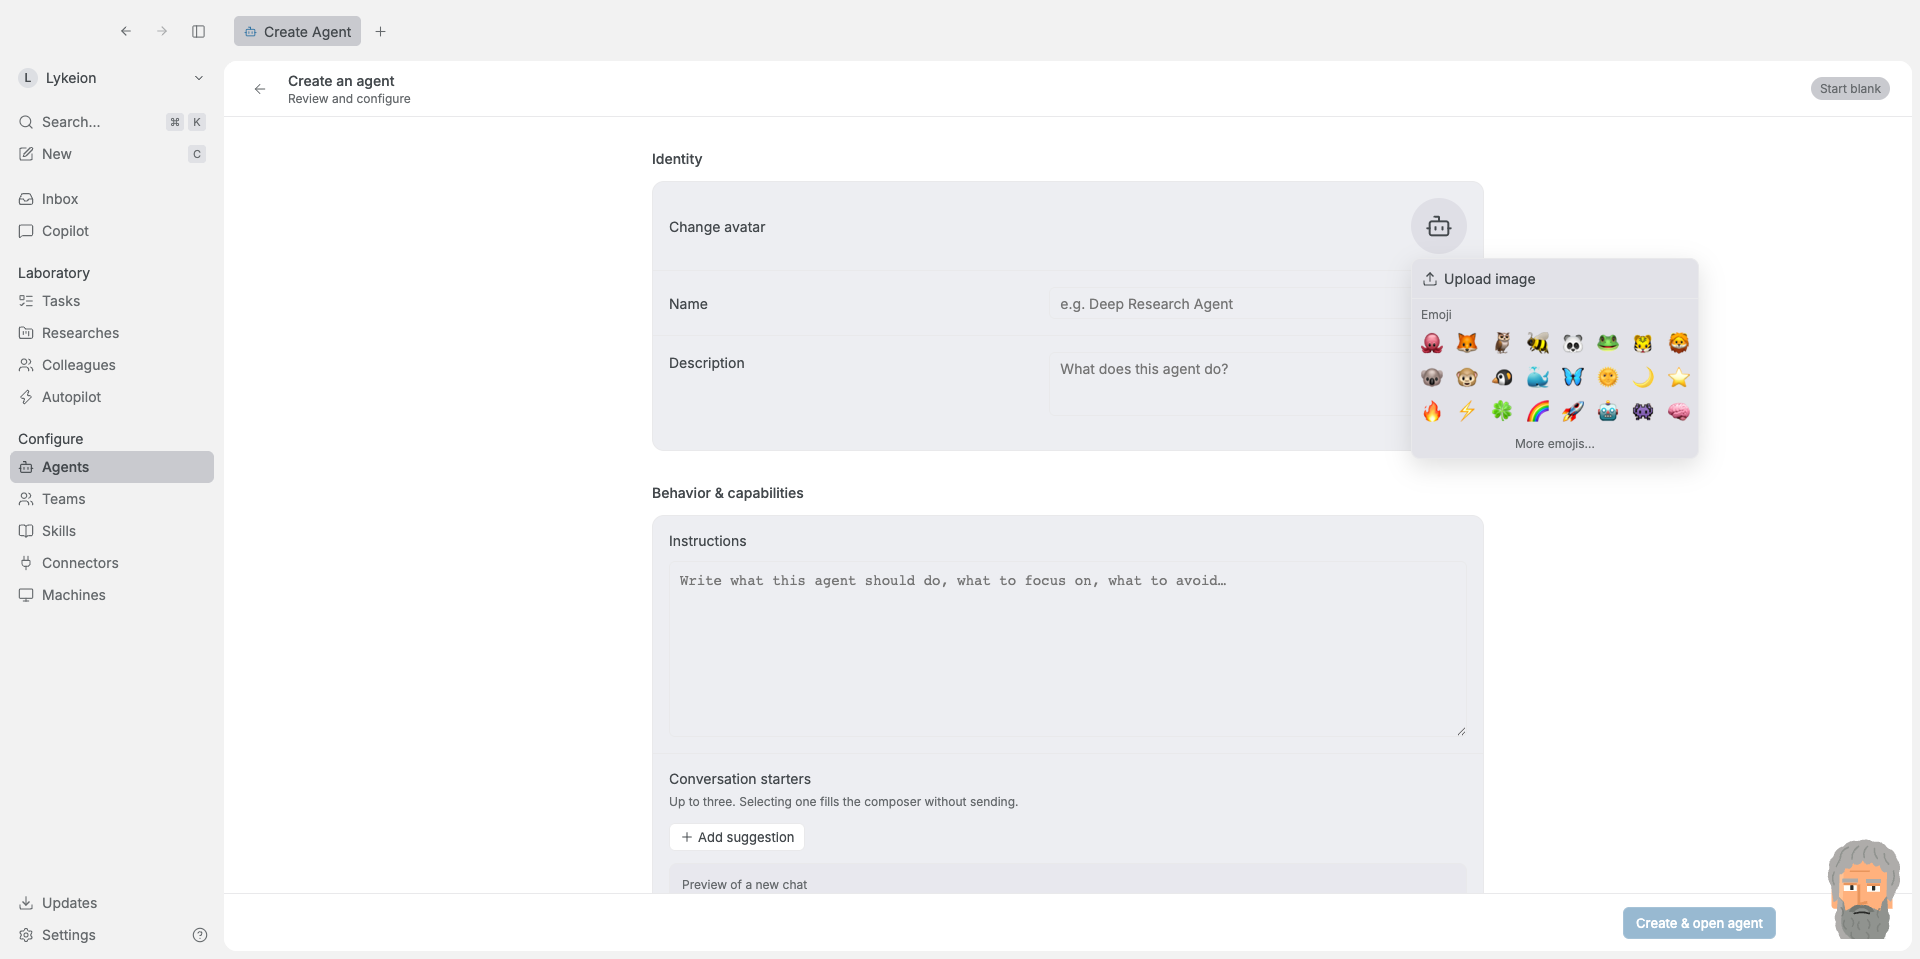 Create Agent
L Lykeion
Search... ⌘ K
New C
Inbox
Copilot
Laboratory
Tasks
Researches
Colleagues
Autopilot
Configure
Agents
Teams
Skills
Connectors
Machines
Updates
Settings
Create an agent
Review and configure
Start blank
Identity
Change avatar
Name
e.g. Deep Research Agent
Description
What does this agent do?
Upload image
Emoji
More emojis...
Behavior & capabilities
Instructions
Write what this agent should do, what to focus on, what to avoid…
Conversation starters
Up to three. Selecting one fills the composer without sending.
Add suggestion
Preview of a new chat
Create & open agent